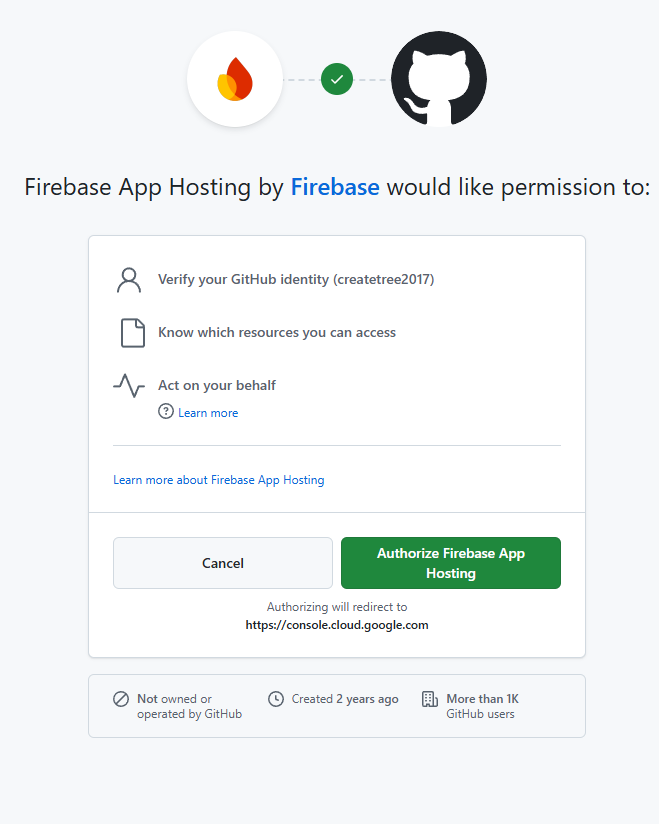 Firebase App Hosting by Firebase would like permission to:
Verify your GitHub identity (createtree2017)
Know which resources you can access
Act on your behalf
Learn more
Learn more about Firebase App Hosting
Cancel
Authorize Firebase App
Hosting
Authorizing will redirect to
https://console.cloud.google.com
Not owned or
operated by GitHub
Created 2 years ago
More than 1K
GitHub users